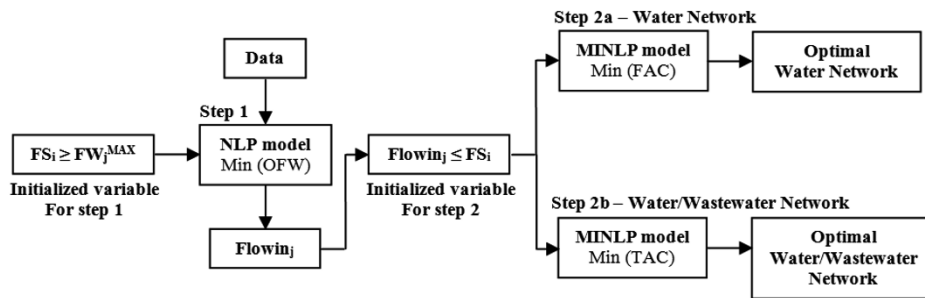 Data
Step 1
FSᵢ ≥ FWⱼᴹᴬˣ
Initialized variable
For step 1
NLP model
Min (OFW)
Flowinⱼ
Flowinⱼ ≤ FSᵢ
Initialized variable
For step 2
Step 2a – Water Network
MINLP model
Min (FAC)
Optimal
Water Network
Step 2b – Water/Wastewater Network
MINLP model
Min (TAC)
Optimal
Water/Wastewater
Network